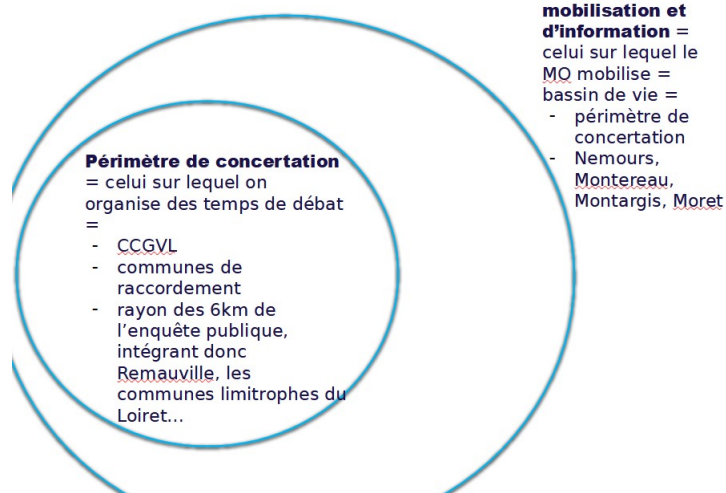 Périmètre de concertation
= celui sur lequel on
organise des temps de débat
=
- CCGVL
- communes de
raccordement
- rayon des 6km de
l’enquête publique,
intégrant donc
Remauville, les
communes limitrophes du
Loiret...
mobilisation et
d’information =
celui sur lequel le
MO mobilise =
bassin de vie =
- périmètre de
concertation
- Nemours,
Montereau,
Montargis, Moret